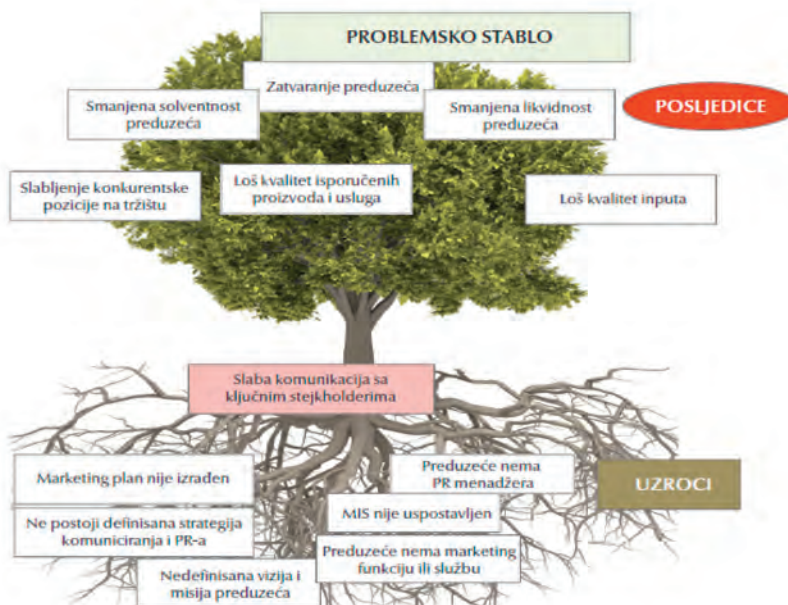 PROBLEMSKO STABLO
Zatvaranje preduzeća
Smanjena solventnost
preduzeća
Smanjena likvidnost
preduzeća
POSLJEDICE
Slabljenje konkurentske
pozicije na tržištu
Loš kvalitet isporučenih
proizvoda i usluga
Loš kvalitet inputa
Slaba komunikacija sa
ključnim stejkholderima
Marketing plan nije izrađen
Preduzeće nema
PR menadžera
UZROCI
Ne postoji definisana strategija
komuniciranja i PR-a
MIS nije uspostavljen
Preduzeće nema marketing
funkciju ili službu
Nedefinisana vizija i
misija preduzeća